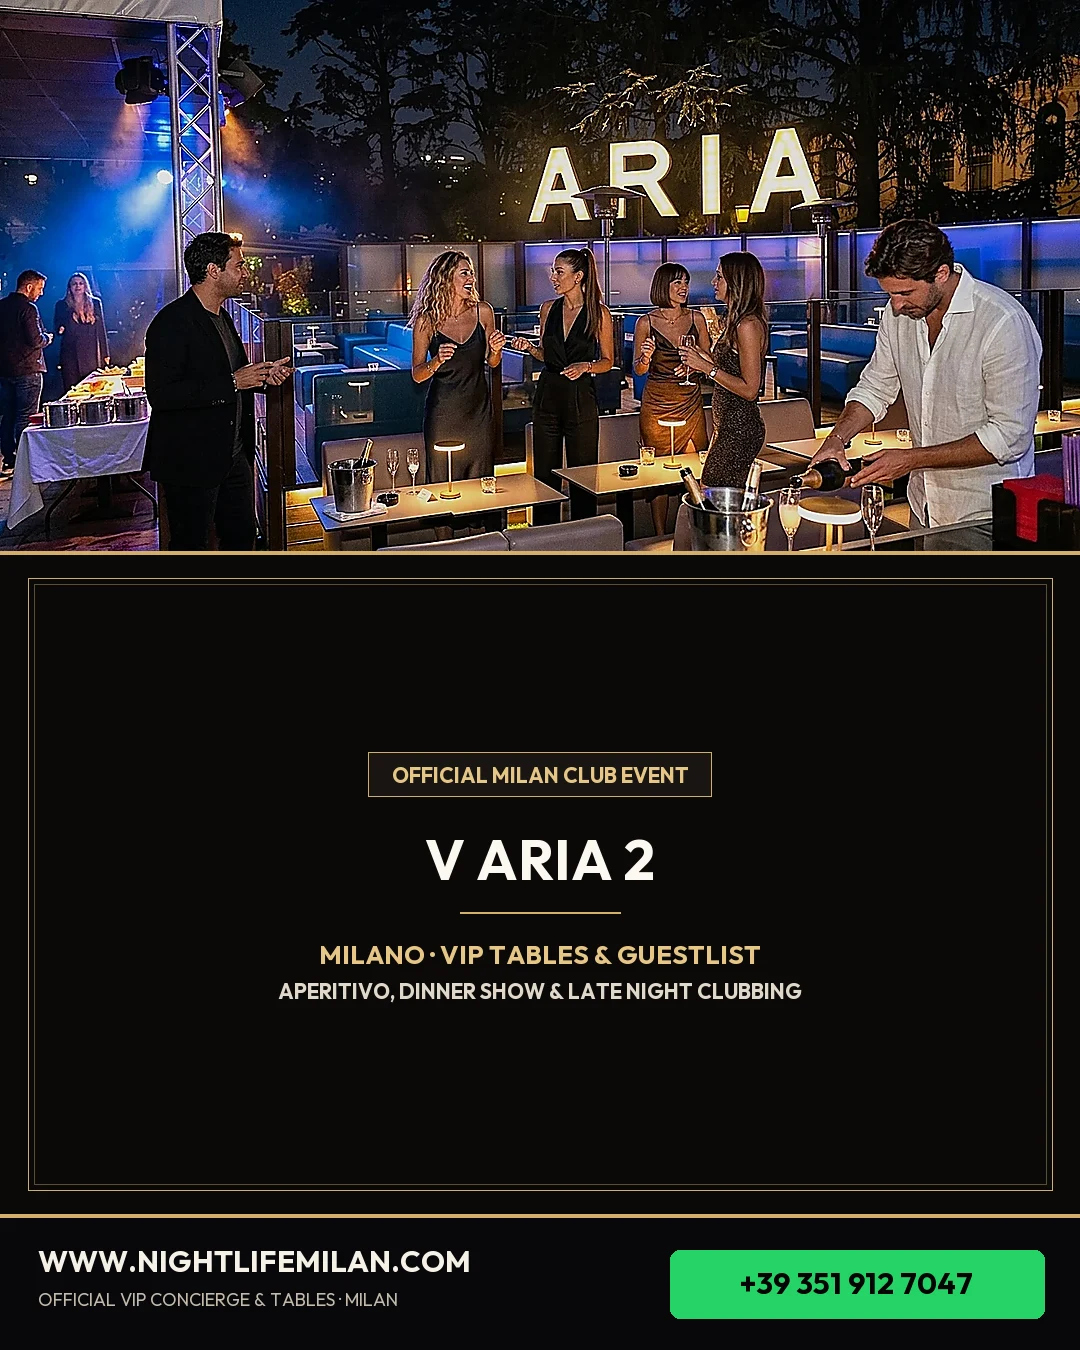 ARIA
OFFICIAL MILAN CLUB EVENT
V ARIA 2
MILANO · VIP TABLES & GUESTLIST
APERITIVO, DINNER SHOW & LATE NIGHT CLUBBING
WWW.NIGHTLIFEMILAN.COM
OFFICIAL VIP CONCIERGE & TABLES · MILAN
+39 351 912 7047